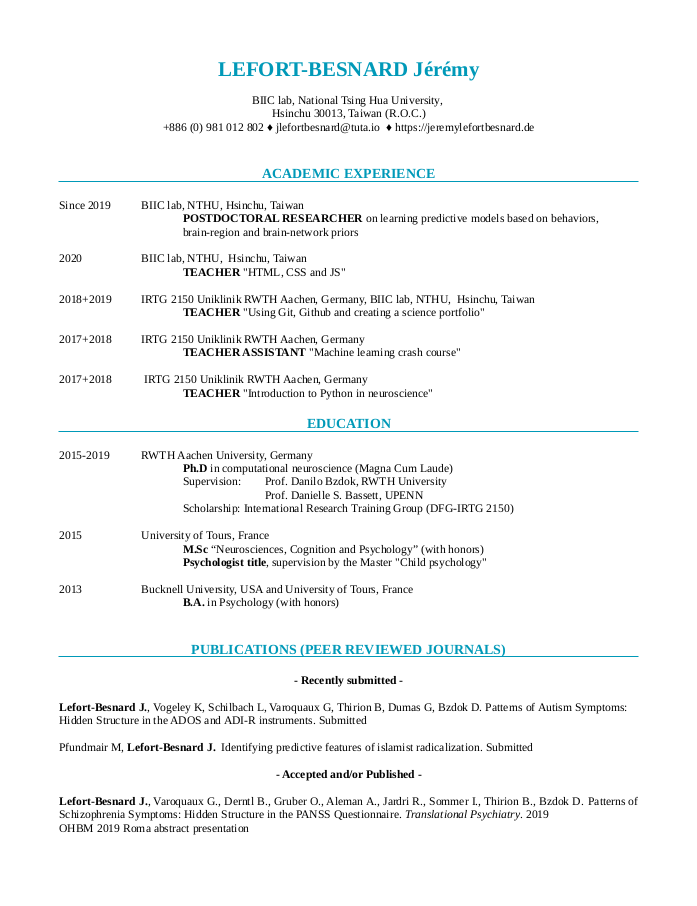 LEFORT-BESNARD Jérémy
BIIC lab, National Tsing Hua University,
Hsinchu 30013, Taiwan (R.O.C.)
+886 (0) 981 012 802 ♦ jlefortbesnard@tuta.io ♦ https://jeremylefortbesnard.de
ACADEMIC EXPERIENCE
Since 2019 BIIC lab, NTHU, Hsinchu, Taiwan
POSTDOCTORAL RESEARCHER on learning predictive models based on behaviors,
brain-region and brain-network priors
2020 BIIC lab, NTHU, Hsinchu, Taiwan
TEACHER "HTML, CSS and JS"
2018+2019 IRTG 2150 Uniklinik RWTH Aachen, Germany, BIIC lab, NTHU, Hsinchu, Taiwan
TEACHER "Using Git, Github and creating a science portfolio"
2017+2018 IRTG 2150 Uniklinik RWTH Aachen, Germany
TEACHER ASSISTANT "Machine learning crash course"
2017+2018 IRTG 2150 Uniklinik RWTH Aachen, Germany
TEACHER "Introduction to Python in neuroscience"
EDUCATION
2015-2019 RWTH Aachen University, Germany
Ph.D in computational neuroscience (Magna Cum Laude)
Supervision: Prof. Danilo Bzdok, RWTH University
Prof. Danielle S. Bassett, UPENN
Scholarship: International Research Training Group (DFG-IRTG 2150)
2015 University of Tours, France
M.Sc “Neurosciences, Cognition and Psychology” (with honors)
Psychologist title, supervision by the Master "Child psychology"
2013 Bucknell University, USA and University of Tours, France
B.A. in Psychology (with honors)
PUBLICATIONS (PEER REVIEWED JOURNALS)
- Recently submitted -
Lefort-Besnard J., Vogeley K, Schilbach L, Varoquaux G, Thirion B, Dumas G, Bzdok D. Patterns of Autism Symptoms:
Hidden Structure in the ADOS and ADI-R instruments. Submitted
Pfundmair M, Lefort-Besnard J. Identifying predictive features of islamist radicalization. Submitted
- Accepted and/or Published -
Lefort-Besnard J., Varoquaux G., Derntl B., Gruber O., Aleman A., Jardri R., Sommer I., Thirion B., Bzdok D. Patterns of
Schizophrenia Symptoms: Hidden Structure in the PANSS Questionnaire. Translational Psychiatry. 2019
OHBM 2019 Roma abstract presentation